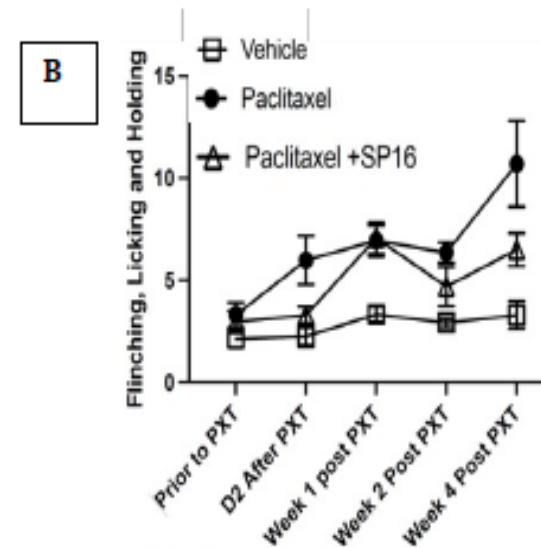 B
Flinching, Licking and Holding
15
10
5
0
Vehicle
Paclitaxel
Paclitaxel +SP16
Prior to PXT
D2 After PXT
Week 1 post PXT
Week 2 Post PXT
Week 4 Post PXT